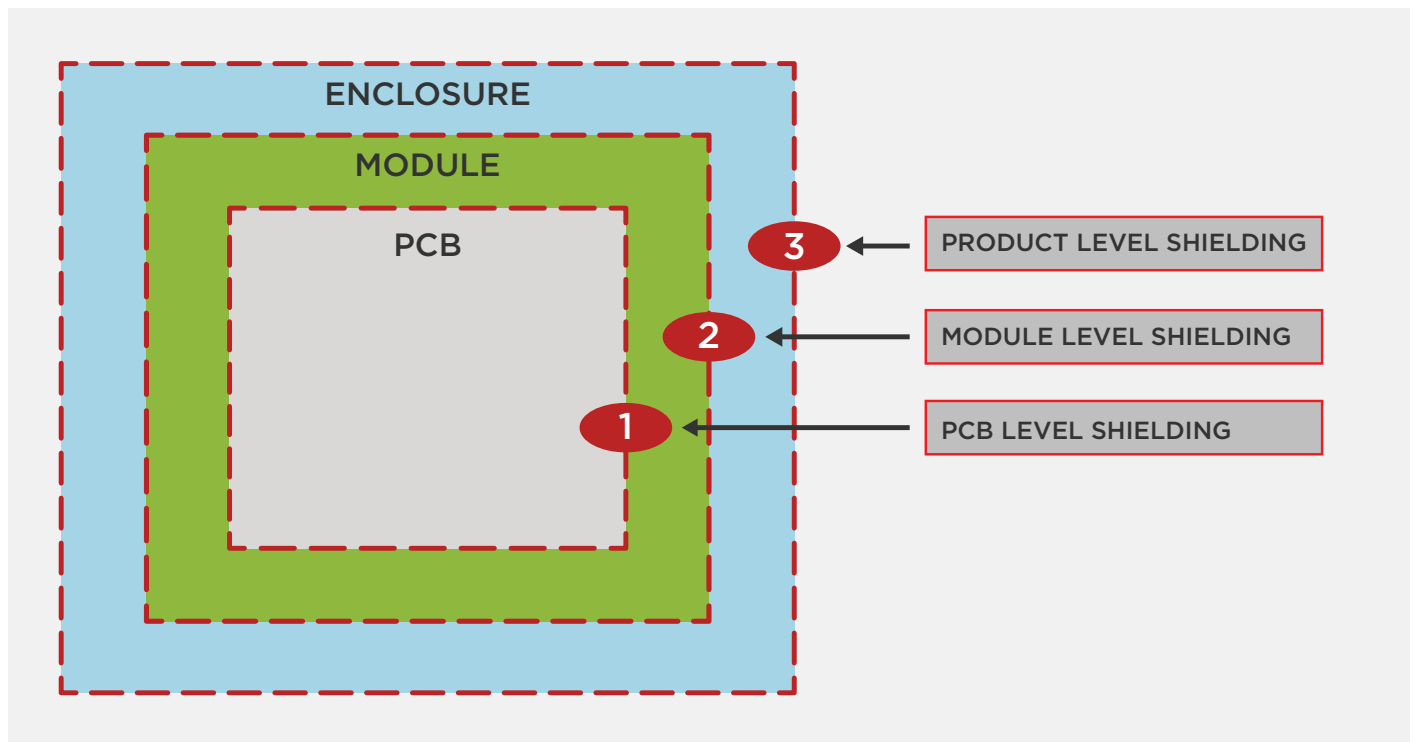 ENCLOSURE
MODULE
PCB
3
PRODUCT LEVEL SHIELDING
2
MODULE LEVEL SHIELDING
1
PCB LEVEL SHIELDING